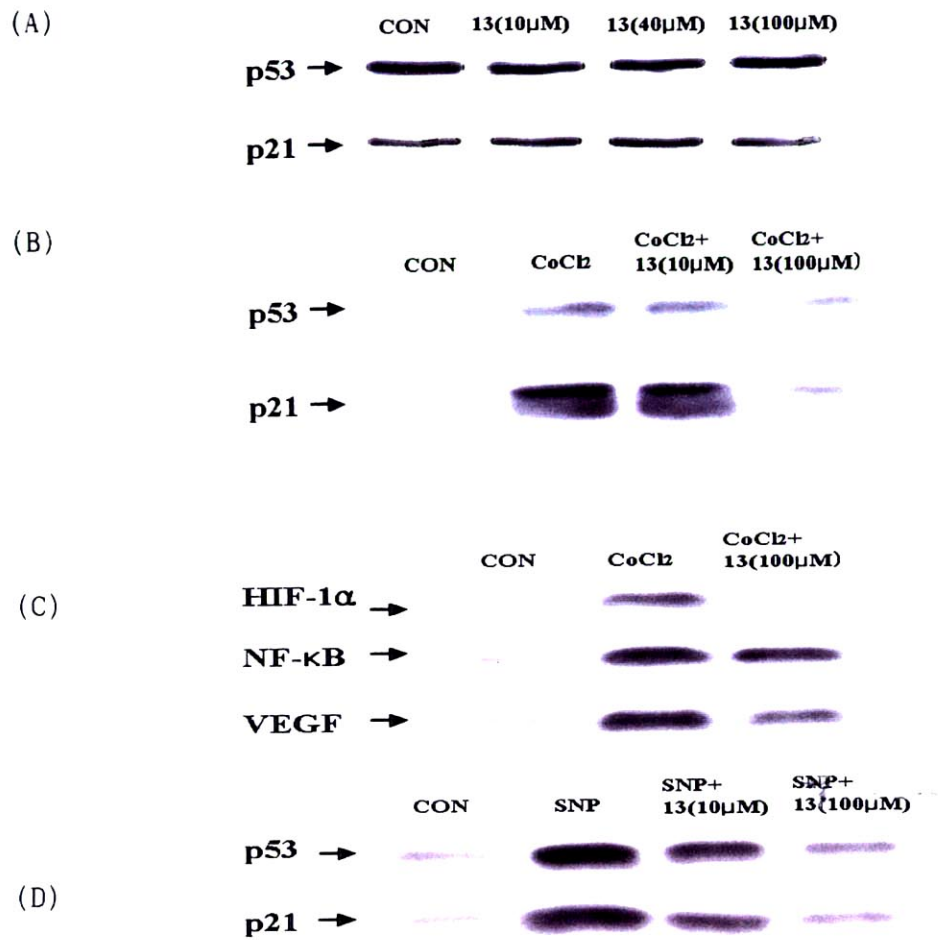 (A)
CON 13(10μM) 13(40μM) 13(100μM)
p53
p21
(B)
CON CoCl2 CoCl2+ 13(10μM) CoCl2+ 13(100μM)
p53
p21
(C)
CON CoCl2 CoCl2+ 13(100μM)
HIF-1α
NF-κB
VEGF
(D)
CON SNP SNP+ 13(10μM) SNP+ 13(100μM)
p53
p21